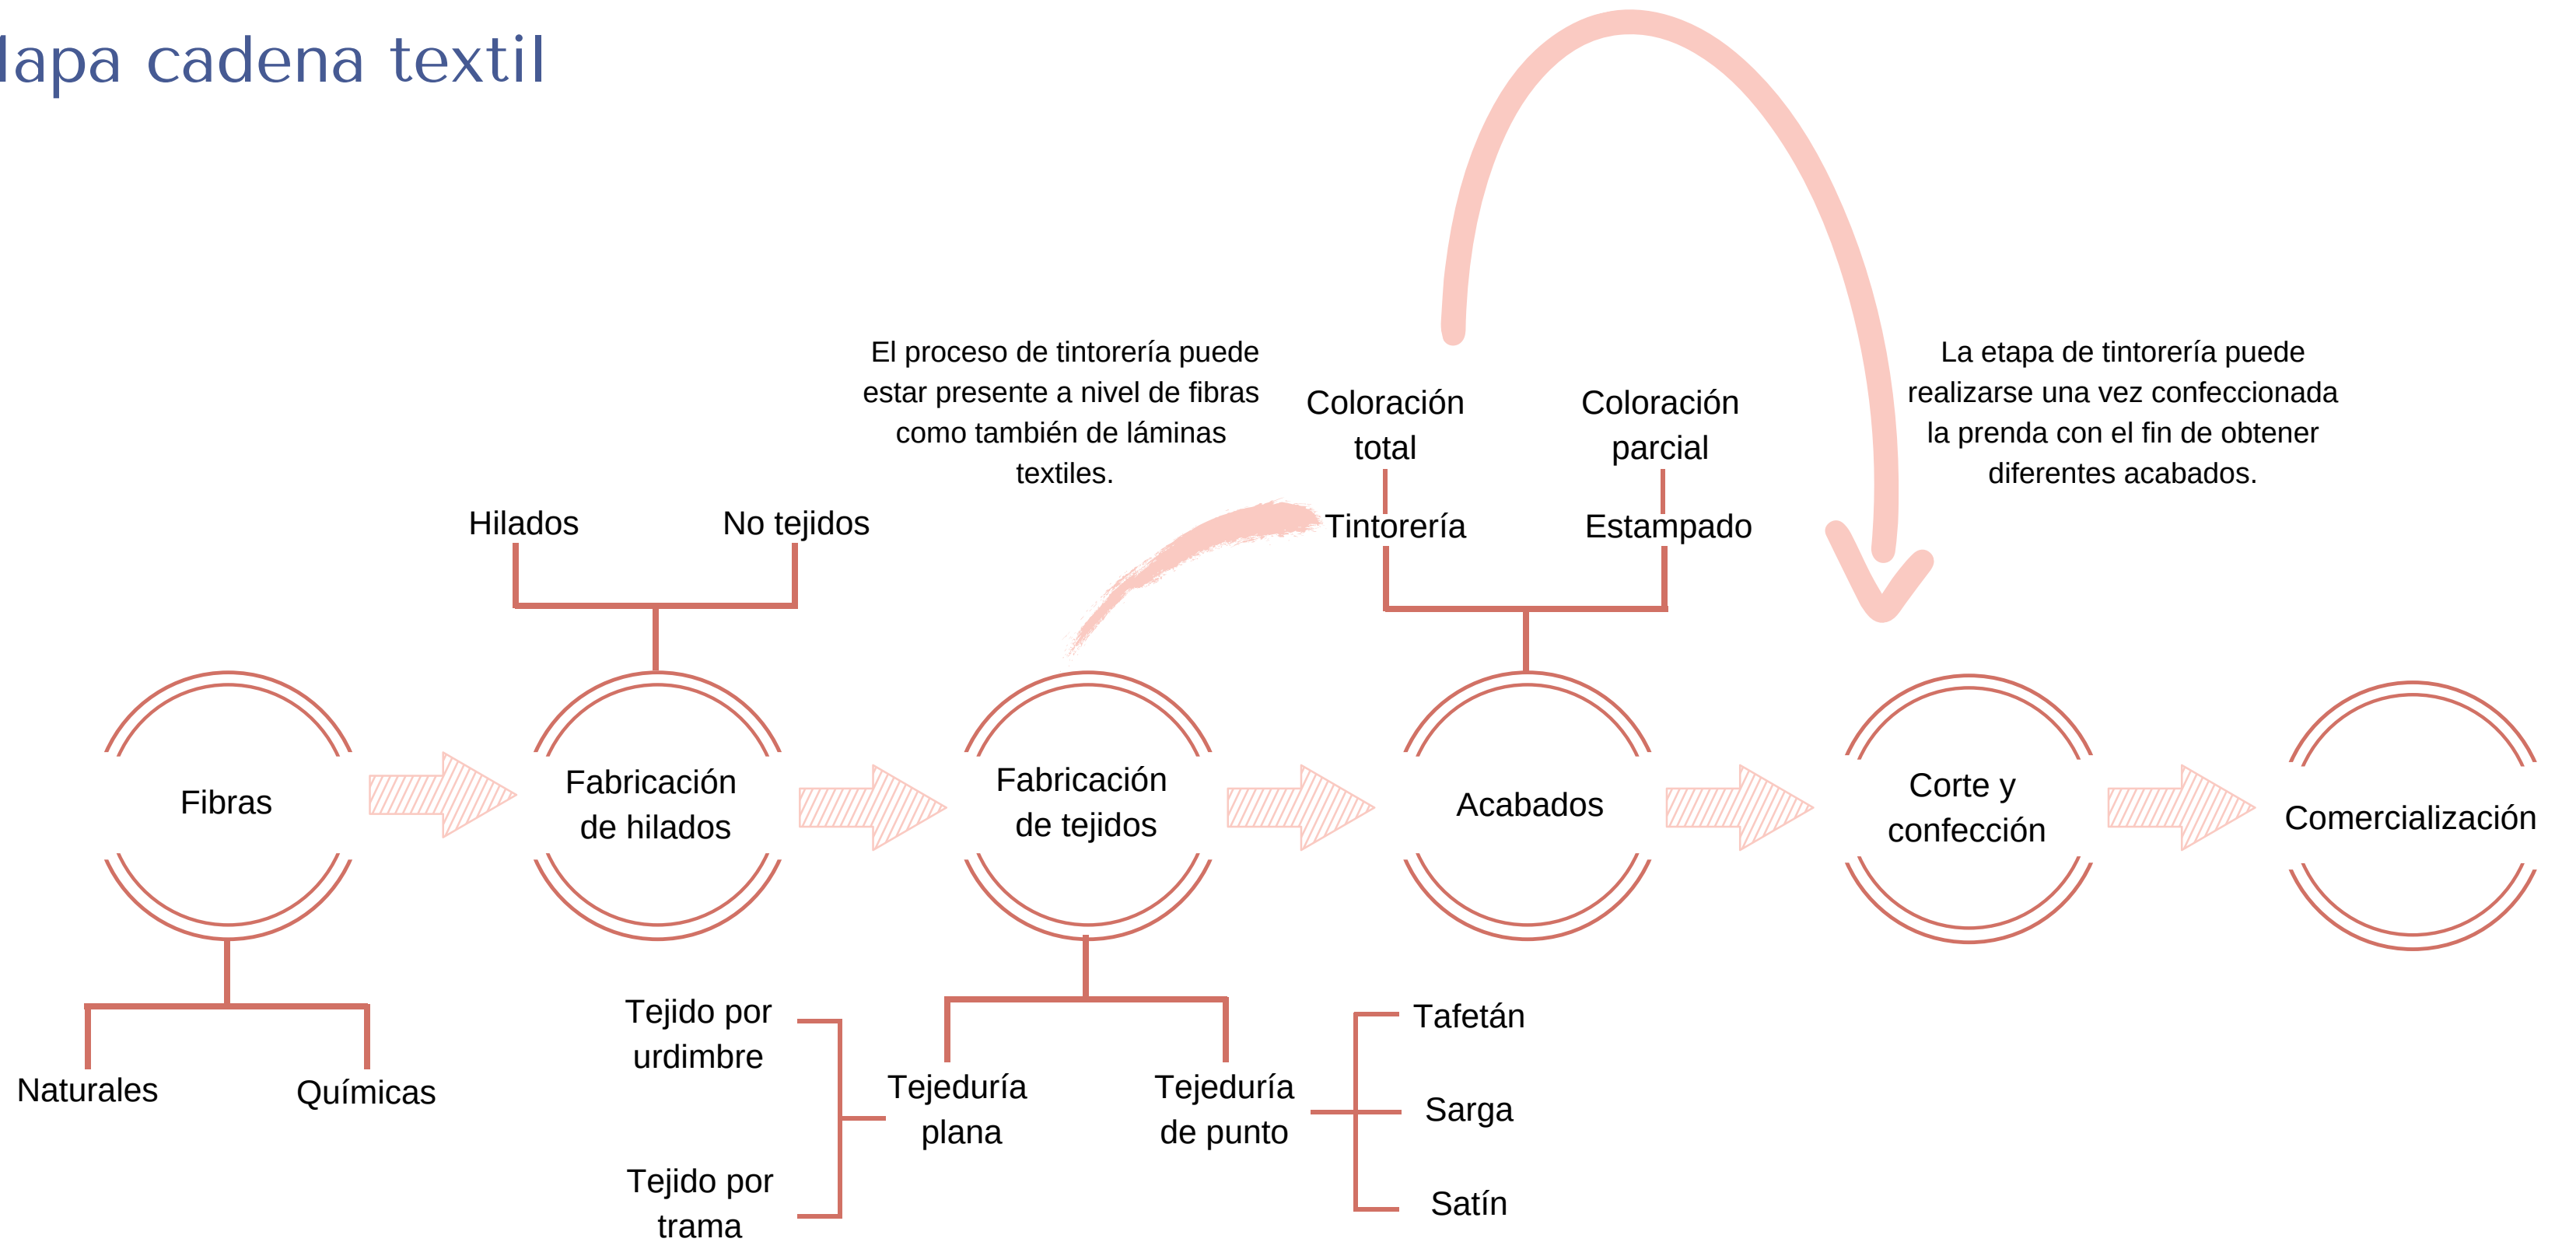 lapa cadena textil
El proceso de tintorería puede
estar presente a nivel de fibras
como también de láminas
textiles.
La etapa de tintorería puede
realizarse una vez confeccionada
la prenda con el fin de obtener
diferentes acabados.
Coloración
total
Coloración
parcial
Hilados
No tejidos
Tintorería
Estampado
Fibras
Fabricación
de hilados
Fabricación
de tejidos
Acabados
Corte y
confección
Comercialización
Naturales
Químicas
Tejido por
urdimbre
Tejido por
trama
Tejeduría
plana
Tejeduría
de punto
Tafetán
Sarga
Satín